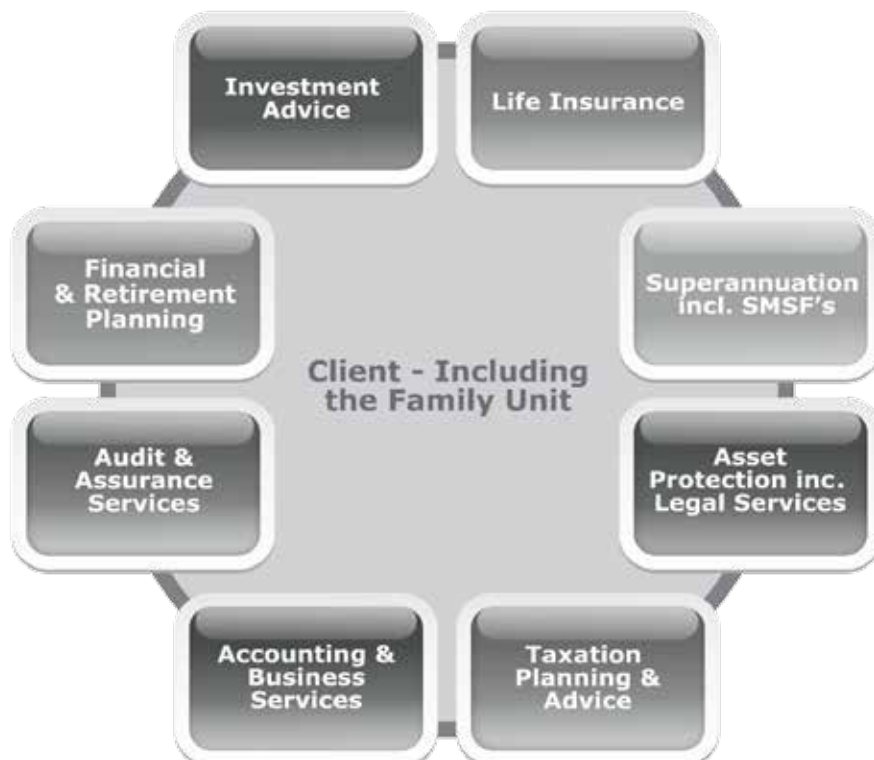 Investment
Advice
Life Insurance
Financial
& Retirement
Planning
Superannuation
incl. SMSF's
Client - Including
the Family Unit
Audit &
Assurance
Services
Asset
Protection inc.
Legal Services
Accounting &
Business
Services
Taxation
Planning &
Advice